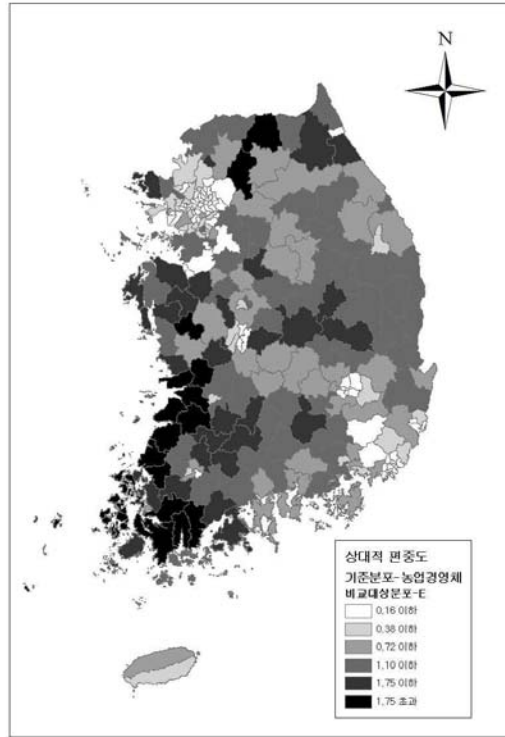 N
상대적 편중도
기준분포-농업경영체
비교대상분포-E
0.16 이하
0.38 이하
0.72 이하
1.10 이하
1.75 이하
1.75 초과